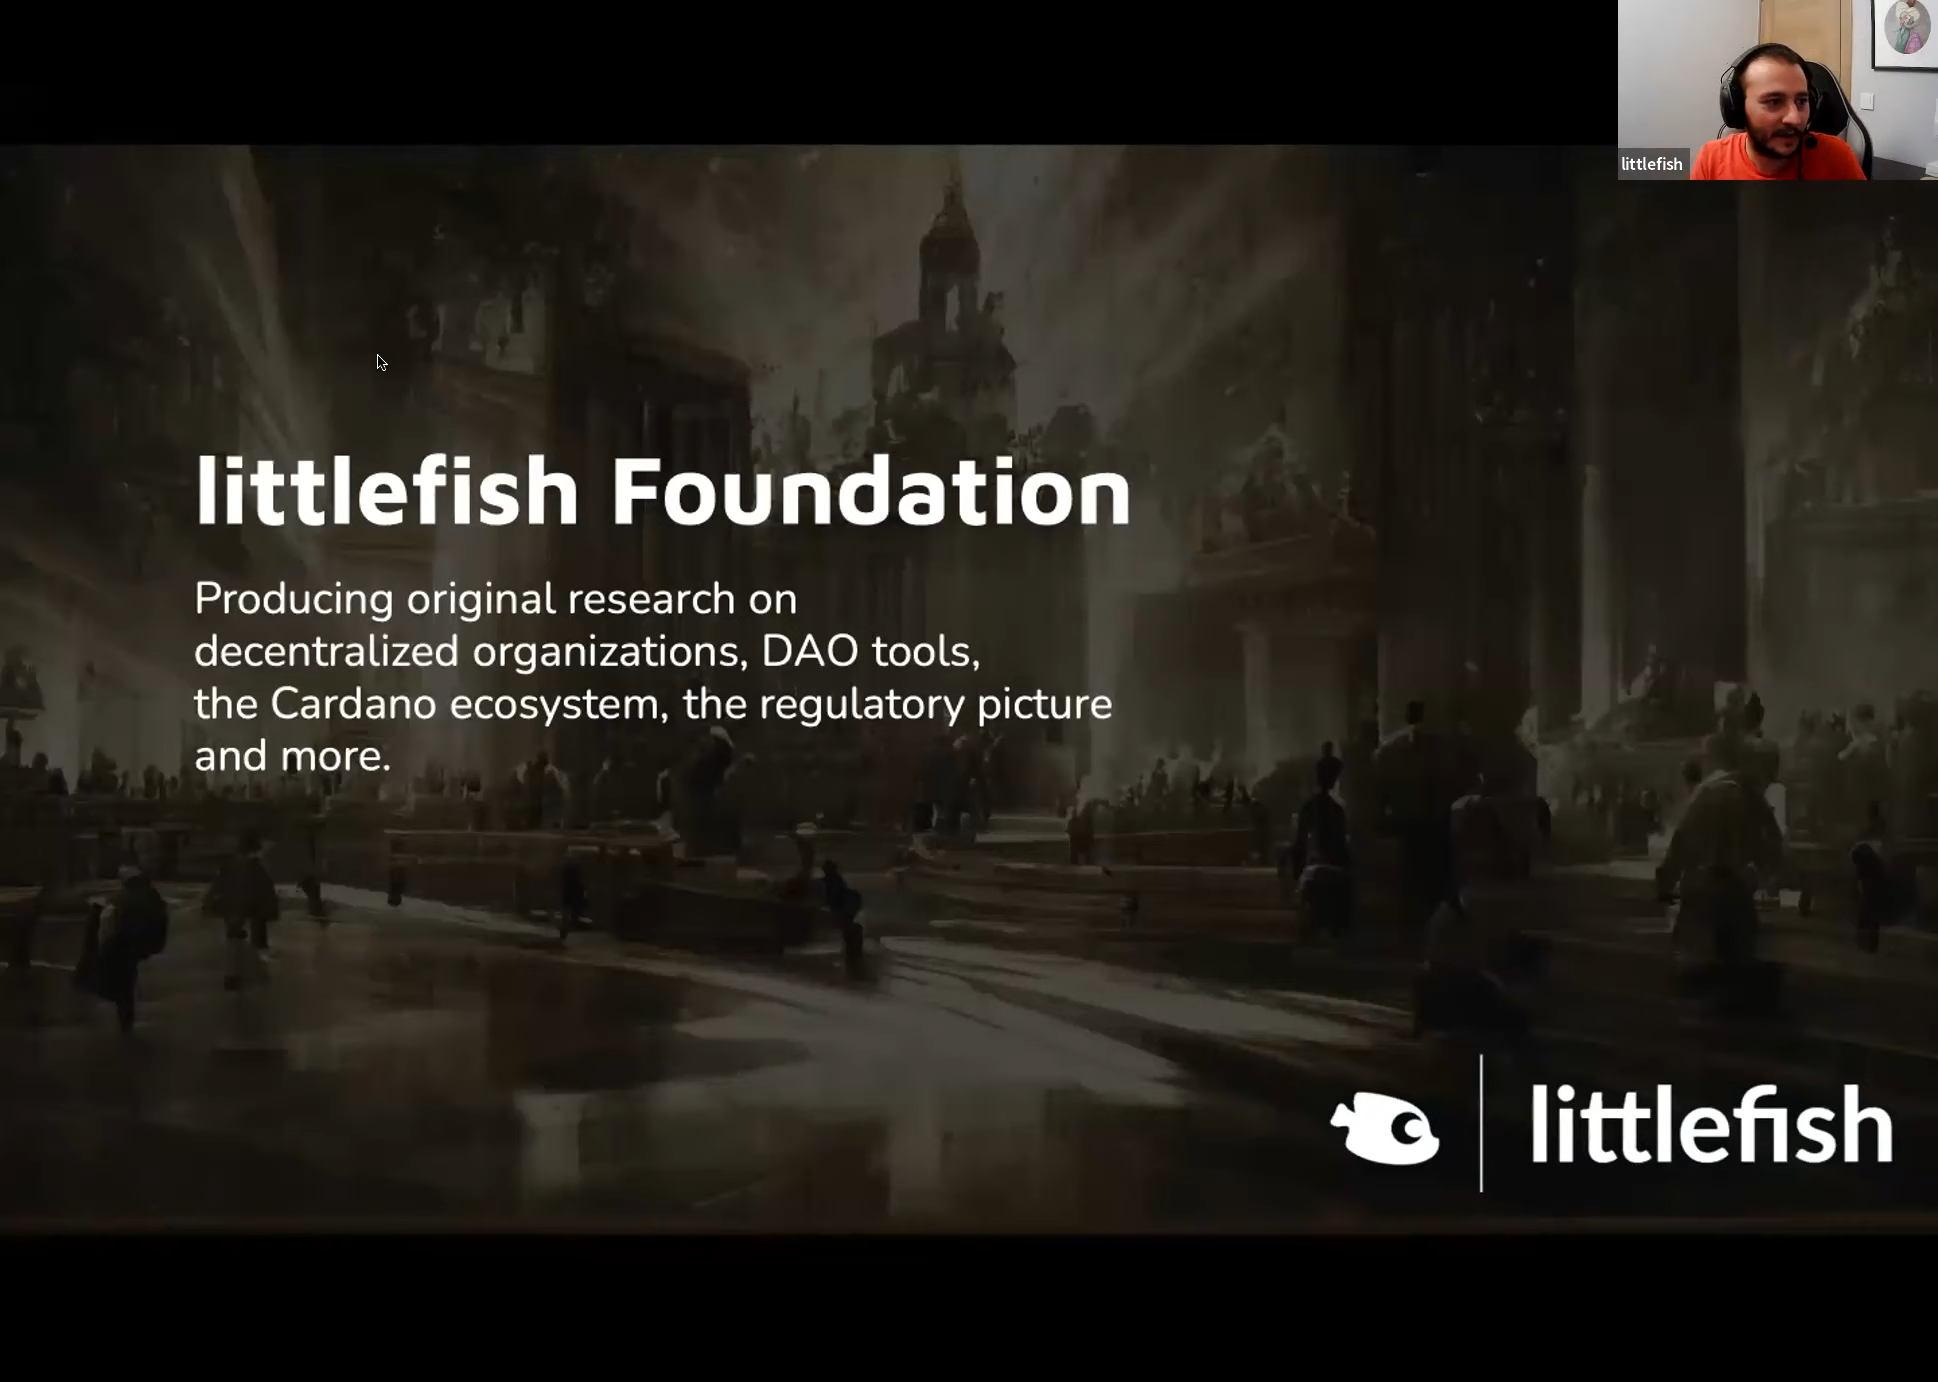 littlefish
littlefish Foundation
Producing original research on
decentralized organizations, DAO tools,
the Cardano ecosystem, the regulatory picture
and more.
littlefish